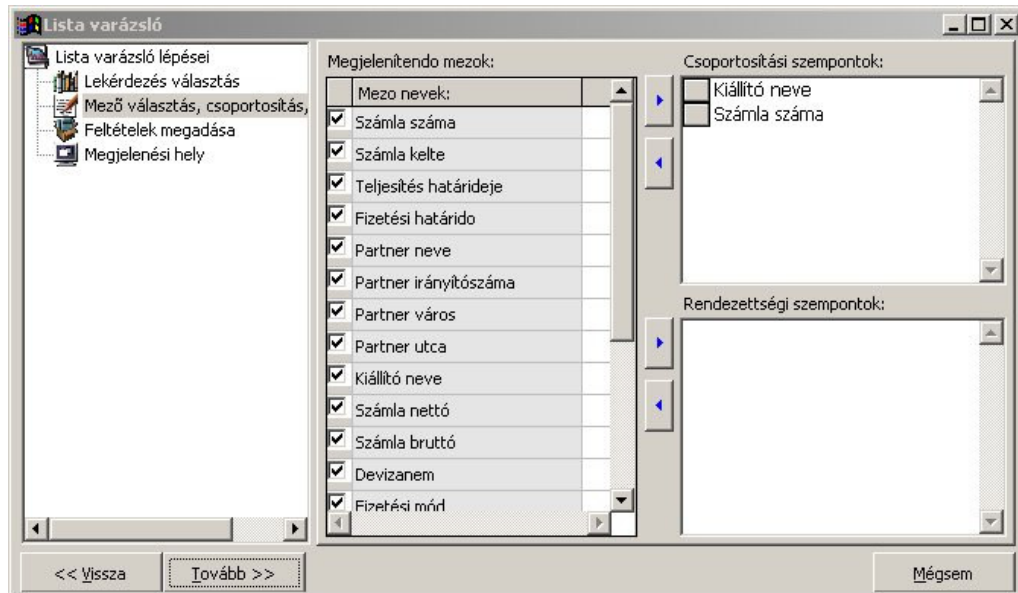 Lista varázsló
Lista varázsló lépései
Lekérdezés választás
Mező választás, csoportosítás,
Feltételek megadása
Megjelenési hely
Megjelenítendo mezok:
Mezo nevek:
Számla száma
Számla kelte
Teljesítés határideje
Fizetési határido
Partner neve
Partner irányítószáma
Partner város
Partner utca
Kiállító neve
Számla nettó
Számla bruttó
Devizanem
Fizetési mód
Csoportosítási szempontok:
Kiállító neve
Számla száma
Rendezettségi szempontok:
<< Vissza
Tovább >>
Mégsem